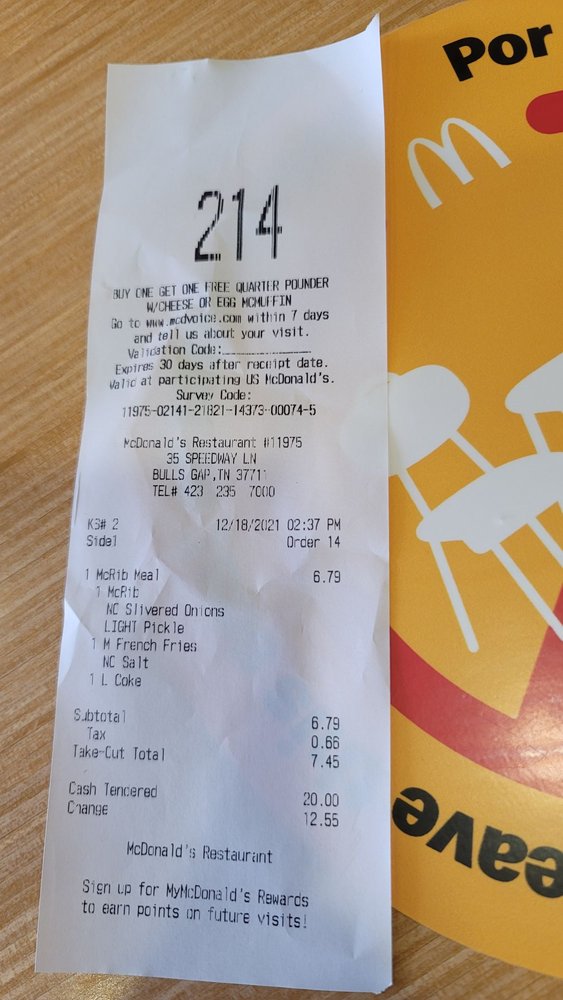 214
BUY ONE GET ONE FREE QUARTER POUNDER
W/CHEESE OR EGG MCMUFFIN
Go to www.mcdvoice.com within 7 days
and tell us about your visit.
Validation Code:
Expires 30 days after receipt date.
Valid at participating US McDonald's.
Survey Code:
11975-02141-21821-14373-00074-5
McDonald's Restaurant #11975
35 SPEEDWAY LN
BULLS GAP,TN 37711
TEL# 423 235 7000
KS# 2 12/18/2021 02:37 PM
Side1 Order 14
1 McRib Meal 6.79
1 McRib
NC Slivered Onions
LIGHT Pickle
1 M French Fries
NC Salt
1 L Coke
Subtotal 6.79
Tax 0.66
Take-Out Total 7.45
Cash Tendered 20.00
Change 12.55
McDonald's Restaurant
Sign up for MyMcDonald's Rewards
to earn points on future visits!
Por
eave